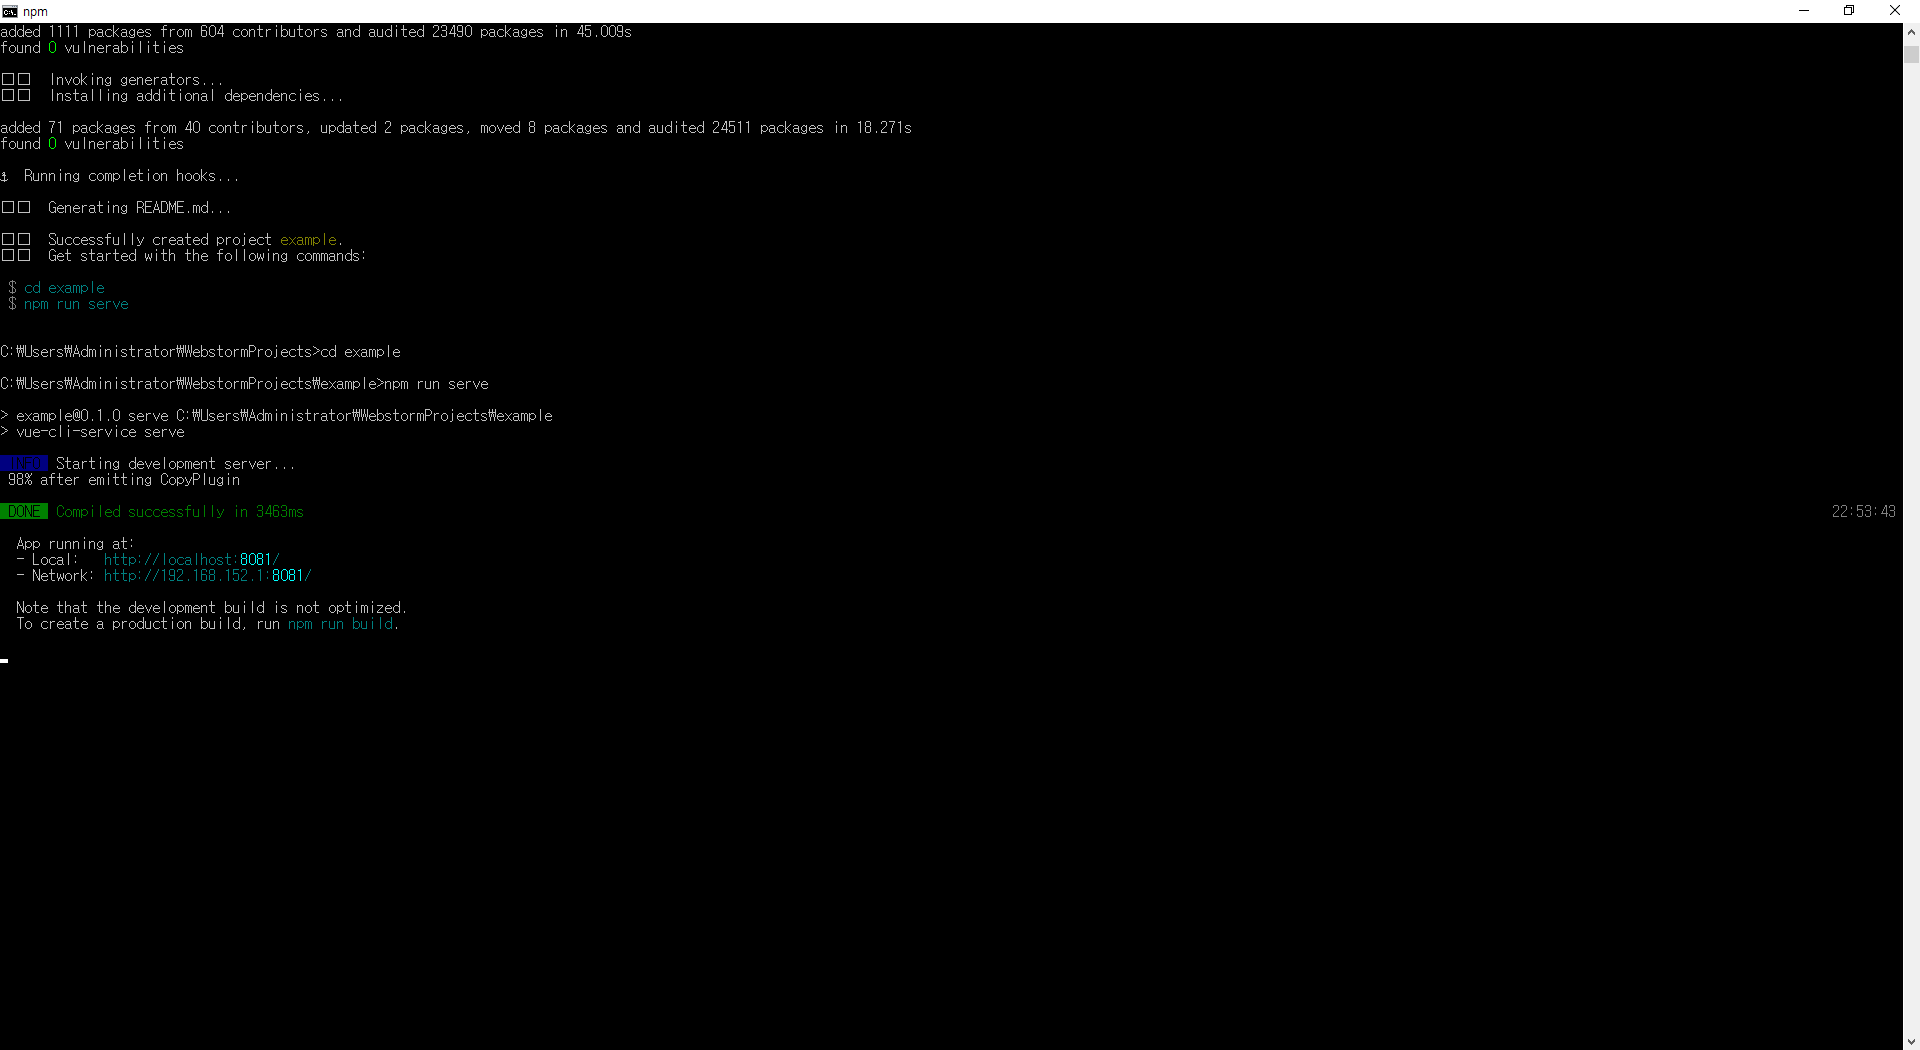 npm
added 1111 packages from 604 contributors and audited 23490 packages in 45.009s
found 0 vulnerabilities
□□  Invoking generators...
□□  Installing additional dependencies...
added 71 packages from 40 contributors, updated 2 packages, moved 8 packages and audited 24511 packages in 18.271s
found 0 vulnerabilities
⚓  Running completion hooks...
□□  Generating README.md...
□□  Successfully created project example.
□□  Get started with the following commands:
$ cd example
$ npm run serve
C:₩Users₩Administrator₩WebstormProjects>cd example
C:₩Users₩Administrator₩WebstormProjects₩example>npm run serve
> example@0.1.0 serve C:₩Users₩Administrator₩WebstormProjects₩example
> vue-cli-service serve
INFO Starting development server...
98% after emitting CopyPlugin
DONE Compiled successfully in 3463ms 22:53:43
App running at:
- Local:   http://localhost:8081/
- Network: http://192.168.152.1:8081/
Note that the development build is not optimized.
To create a production build, run npm run build.